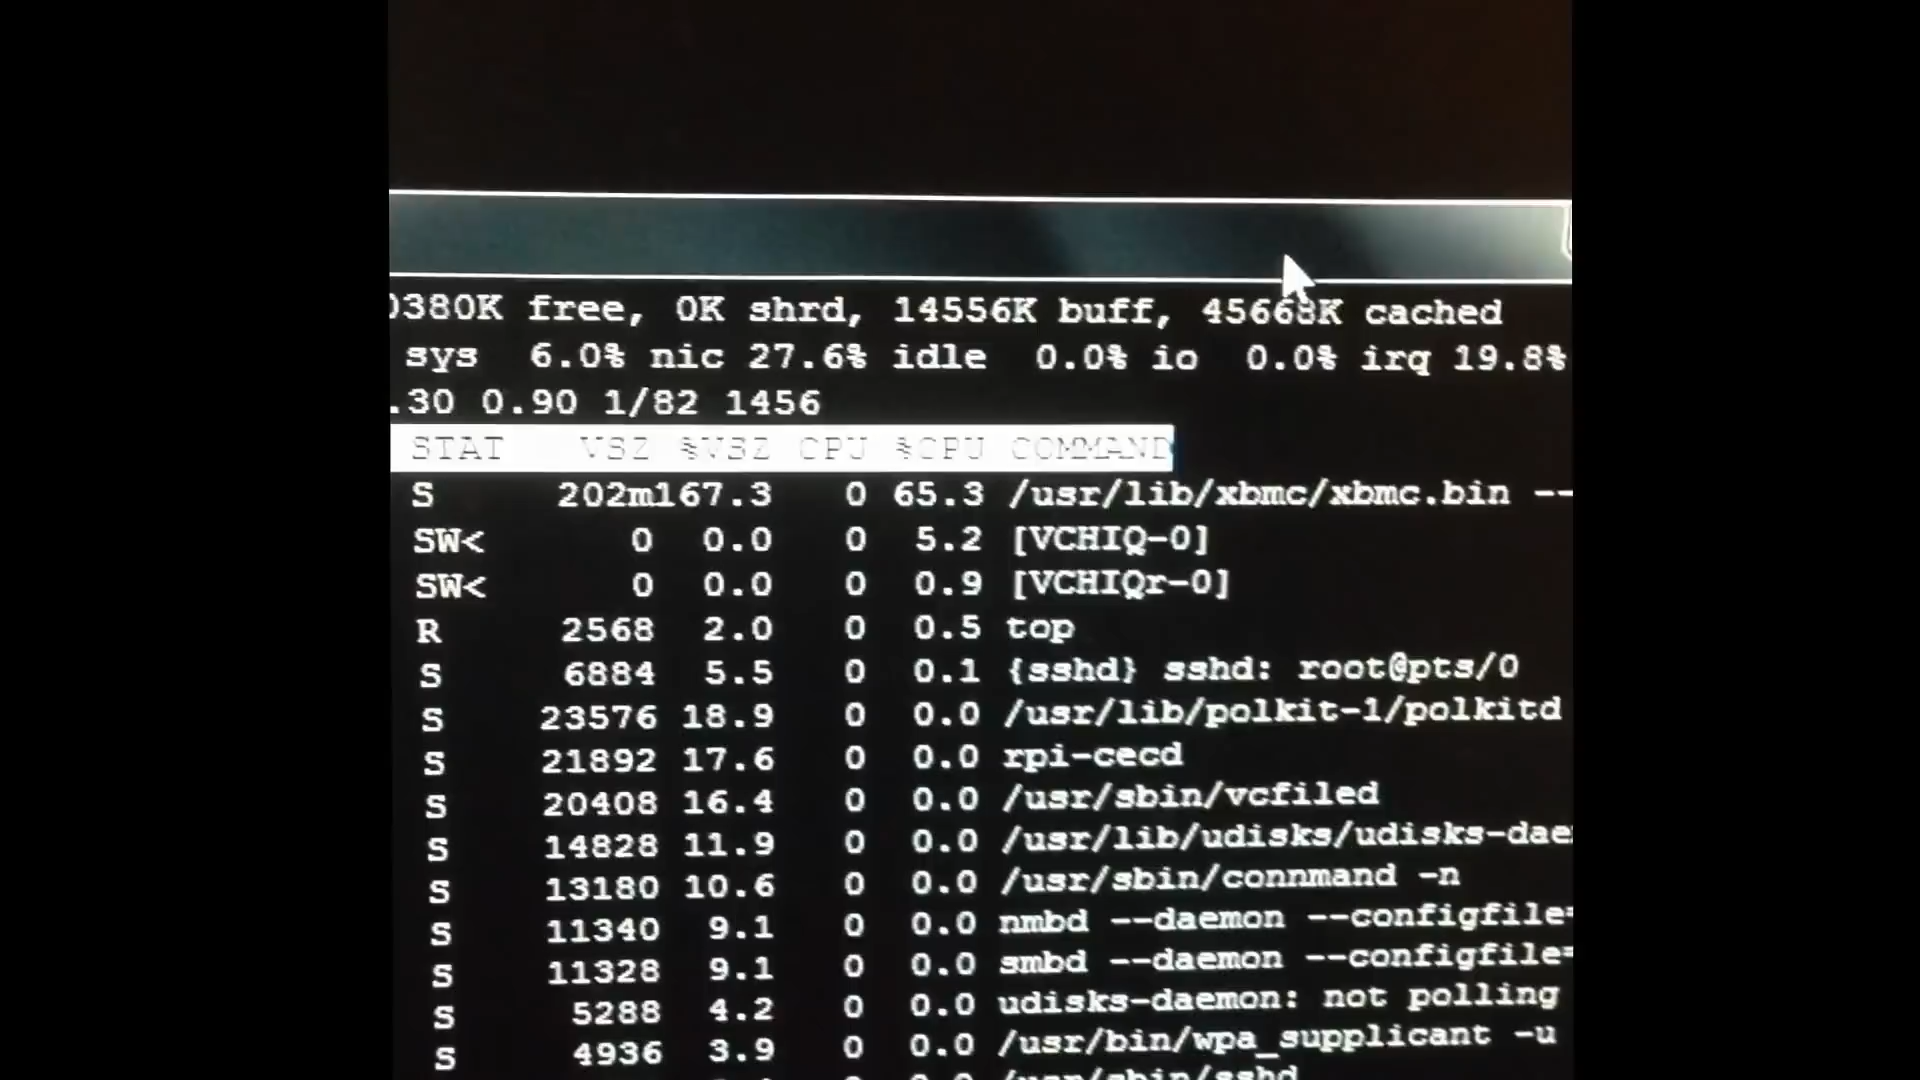 0380K free, 0K shrd, 14556K buff, 45668K cached
sys 6.0% nic 27.6% idle 0.0% io 0.0% irq 19.8%
.30 0.90 1/82 1456
STAT VSZ %VSZ CPU %CPU COMMAND
S 202m167.3 0 65.3 /usr/lib/xbmc/xbmc.bin --
SW< 0 0.0 0 5.2 [VCHIQ-0]
SW< 0 0.0 0 0.9 [VCHIQr-0]
R 2568 2.0 0 0.5 top
S 6884 5.5 0 0.1 {sshd} sshd: root@pts/0
S 23576 18.9 0 0.0 /usr/lib/polkit-1/polkitd
S 21892 17.6 0 0.0 rpi-cecd
S 20408 16.4 0 0.0 /usr/sbin/vcfiled
S 14828 11.9 0 0.0 /usr/lib/udisks/udisks-dae
S 13180 10.6 0 0.0 /usr/sbin/connmand -n
S 11340 9.1 0 0.0 nmbd --daemon --configfile=
S 11328 9.1 0 0.0 smbd --daemon --configfile=
S 5288 4.2 0 0.0 udisks-daemon: not polling
S 4936 3.9 0 0.0 /usr/bin/wpa_supplicant -u
/usr/sbin/sshd